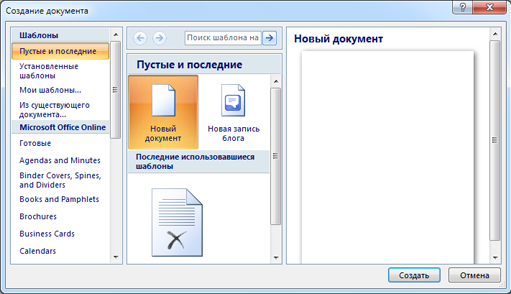 Создание документа
Шаблоны
Пустые и последние
Установленные
шаблоны
Мои шаблоны...
Из существующего
документа...
Microsoft Office Online
Готовые
Agendas and Minutes
Binder Covers, Spines,
and Dividers
Books and Pamphlets
Brochures
Business Cards
Calendars
Поиск шаблона на
Пустые и последние
Новый
документ
Новая запись
блога
Последние использовавшиеся
шаблоны
Новый документ
Создать
Отмена